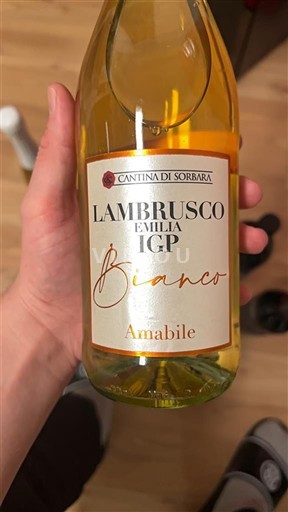 CANTINA DI SORBARA
LAMBRUSCO
EMILIA
IGP
Bianco
Amabile